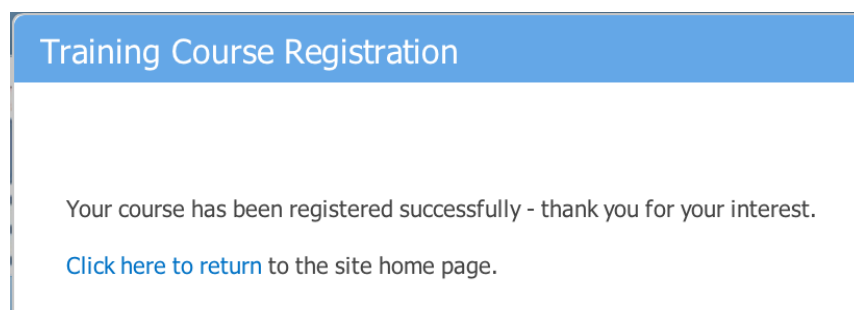 Training Course Registration
Your course has been registered successfully - thank you for your interest.
Click here to return to the site home page.